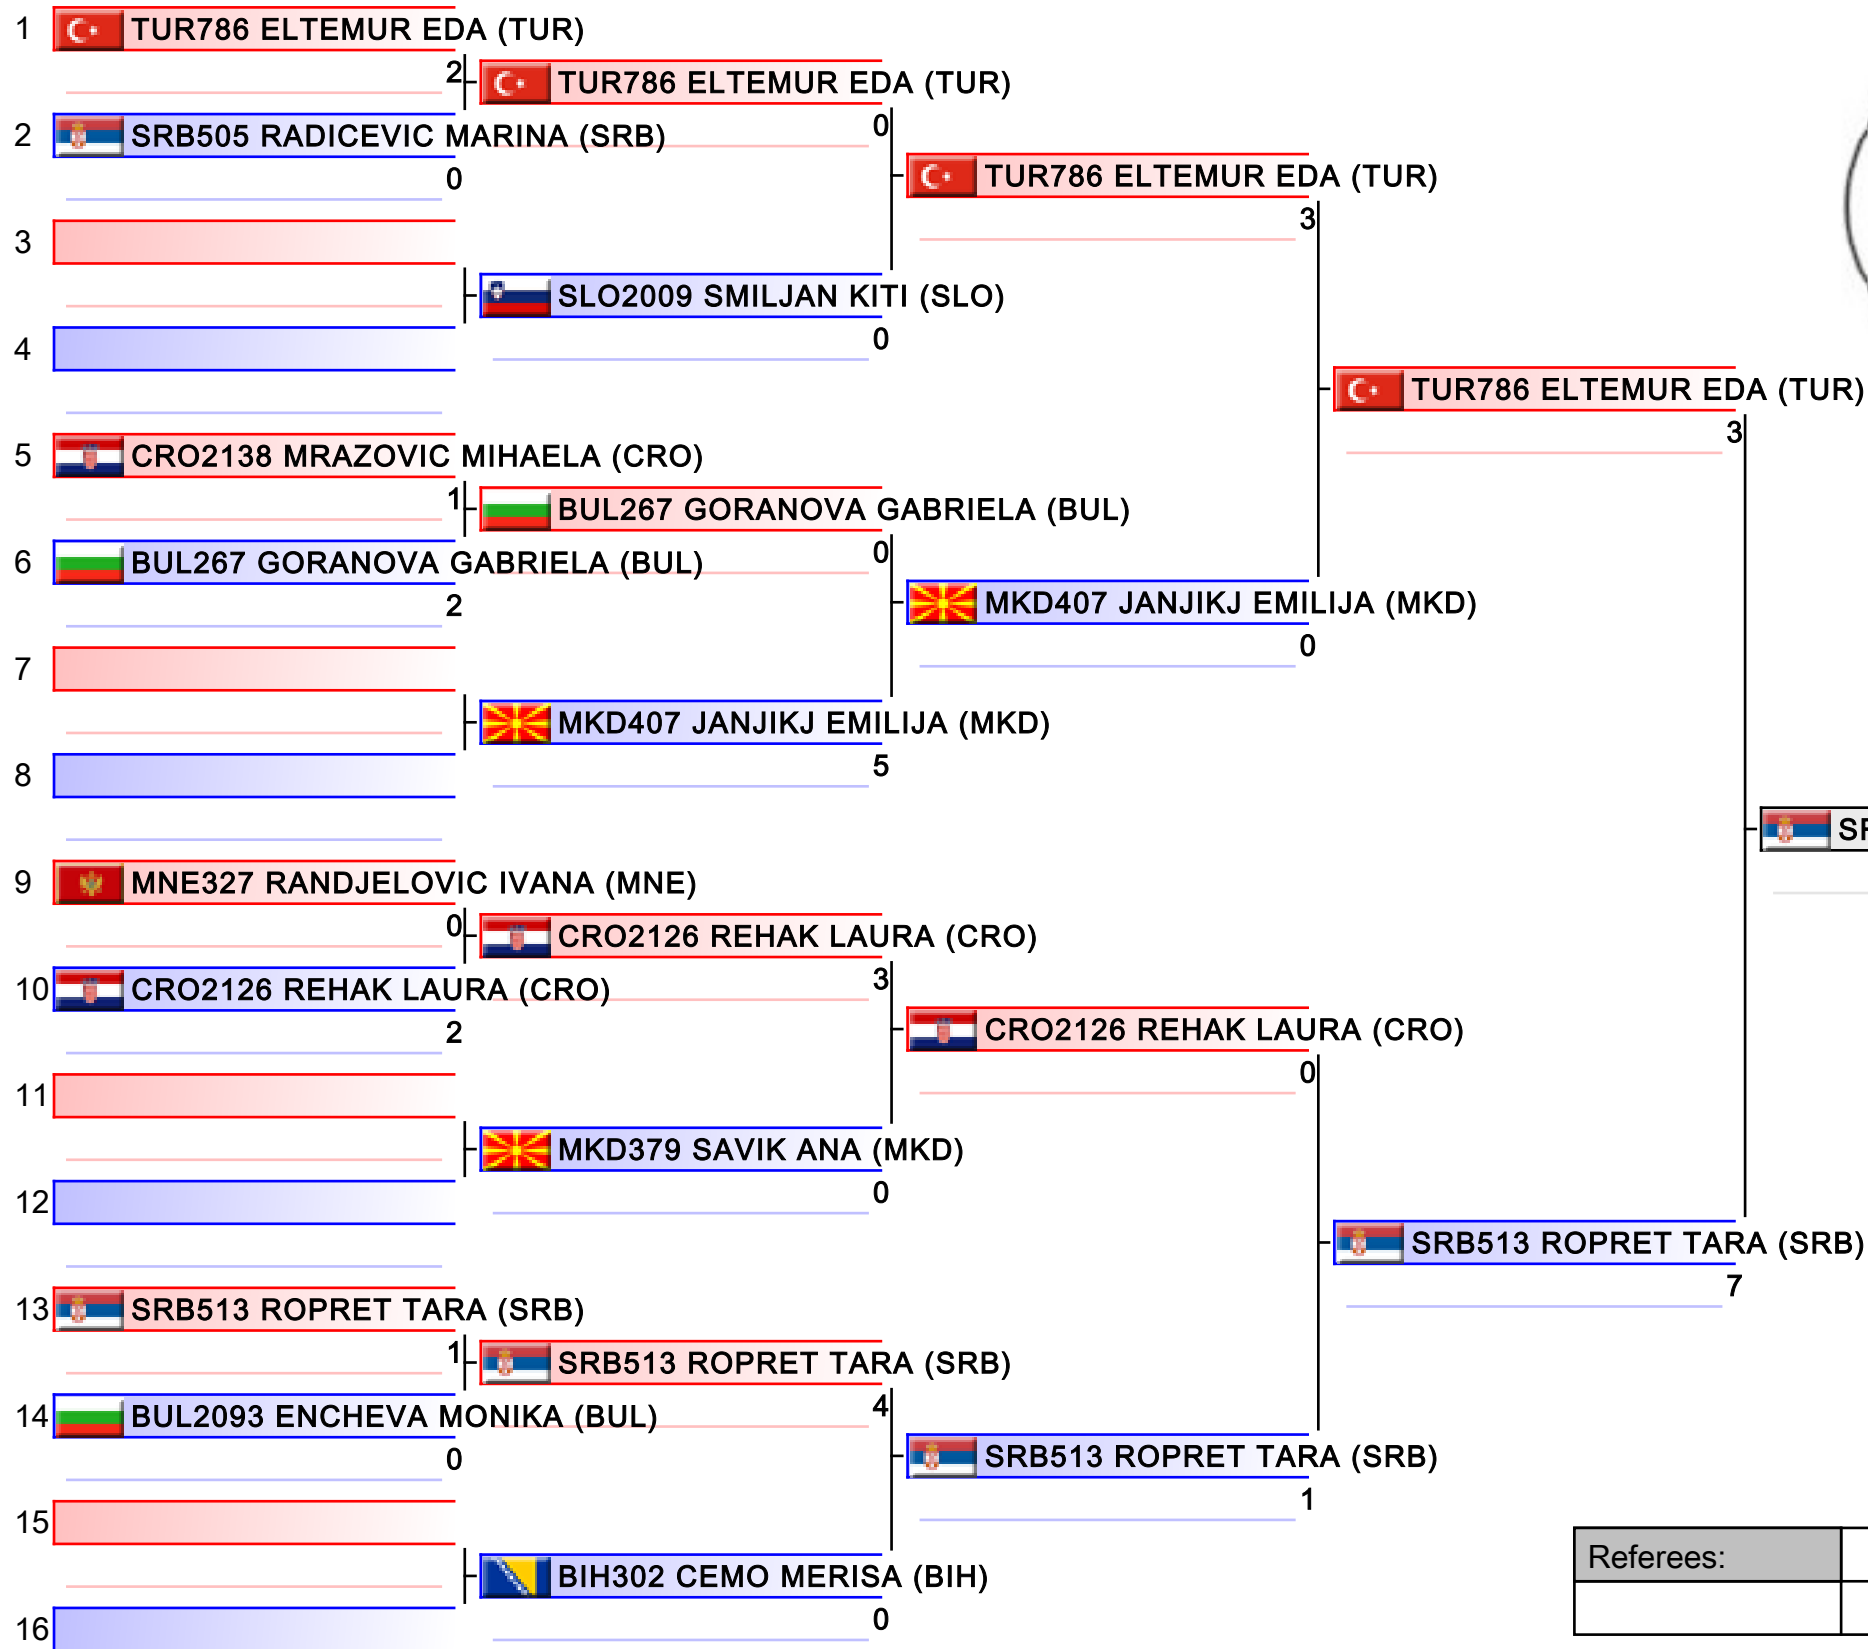 1 TUR786 ELTEMUR EDA (TUR)
2 TUR786 ELTEMUR EDA (TUR)
2 SRB505 RADICEVIC MARINA (SRB)
0
0 TUR786 ELTEMUR EDA (TUR)
3
3
SLO2009 SMILJAN KITI (SLO)
0
4
TUR786 ELTEMUR EDA (TUR)
3
5 CRO2138 MRAZOVIC MIHAELA (CRO)
1 BUL267 GORANOVA GABRIELA (BUL)
6 BUL267 GORANOVA GABRIELA (BUL)
2
0 MKD407 JANJIKJ EMILIJA (MKD)
0
7
MKD407 JANJIKJ EMILIJA (MKD)
5
8
9 MNE327 RANDJELOVIC IVANA (MNE)
0 CRO2126 REHAK LAURA (CRO)
10 CRO2126 REHAK LAURA (CRO)
2
3 CRO2126 REHAK LAURA (CRO)
0
11
MKD379 SAVIK ANA (MKD)
0
12
SRB513 ROPRET TARA (SRB)
7
13 SRB513 ROPRET TARA (SRB)
1 SRB513 ROPRET TARA (SRB)
14 BUL2093 ENCHEVA MONIKA (BUL)
0
4 SRB513 ROPRET TARA (SRB)
1
15
BIH302 CEMO MERISA (BIH)
0
16
Referees: